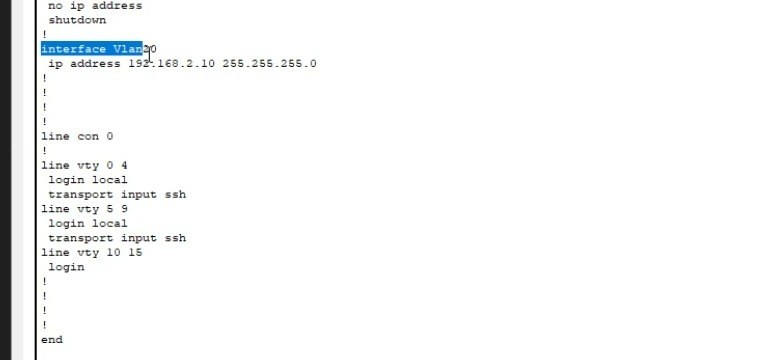 no ip address
shutdown
!
interface Vlan20
ip address 192.168.2.10 255.255.255.0
!
!
!
!
line con 0
!
line vty 0 4
login local
transport input ssh
line vty 5 9
login local
transport input ssh
line vty 10 15
login
!
!
!
!
end